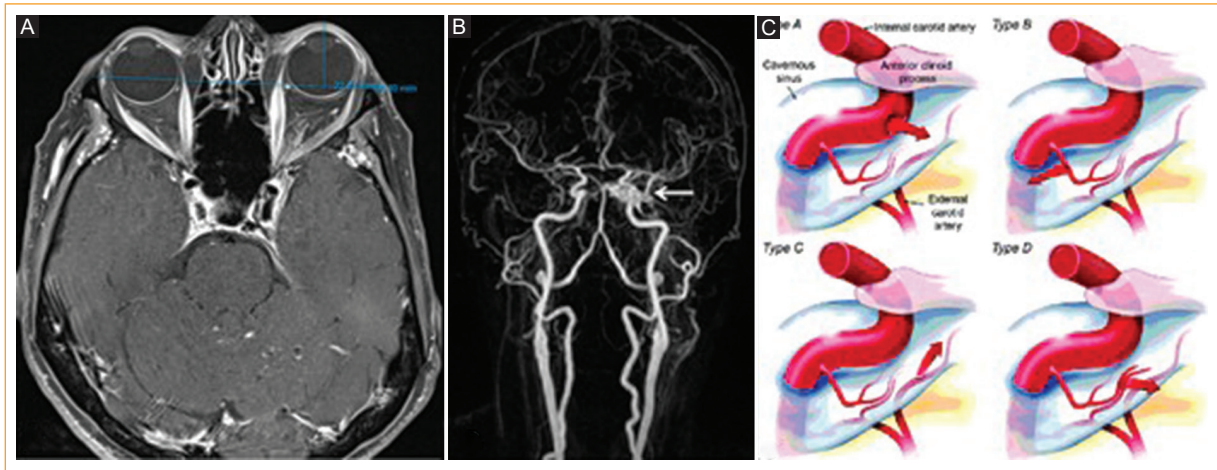 A
B
C
e A
Internal carotid artery
Type B
Cavernous
sinus
Anterior clinoid
process
External
carotid
artery
Type C
Type D